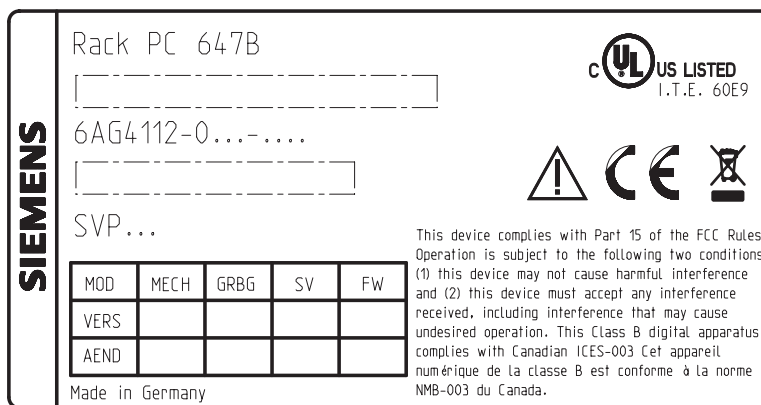 SIEMENS
Rack PC 647B
6AG4112-0...-....
SVP...
MOD MECH GRBG SV FW
VERS
AEND
Made in Germany
C UL US LISTED
I.T.E. 60E9
CE
This device complies with Part 15 of the FCC Rules
Operation is subject to the following two conditions
(1) this device may not cause harmful interference
and (2) this device must accept any interference
received, including interference that may cause
undesired operation. This Class B digital apparatus
complies with Canadian ICES-003 Cet appareil
numérique de la classe B est conforme à la norme
NMB-003 du Canada.